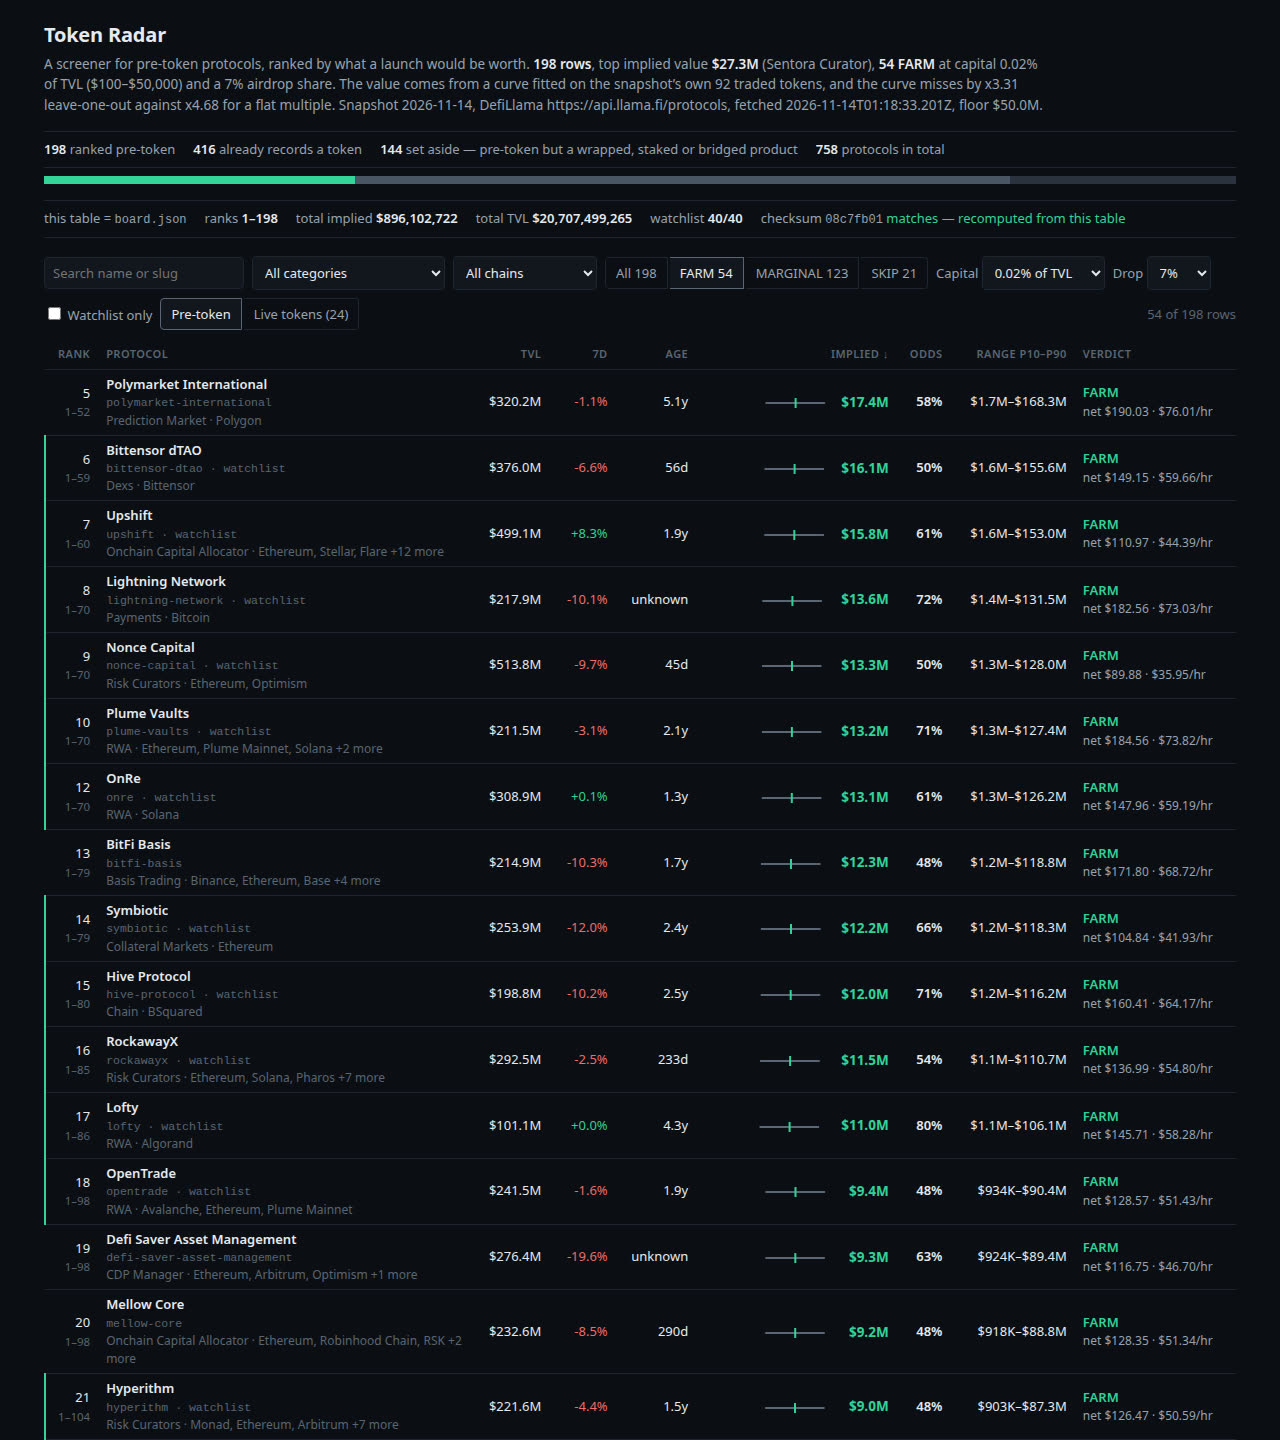 Token Radar
A screener for pre-token protocols, ranked by what a launch would be worth. 198 rows, top implied value $27.3M (Sentora Curator), 54 FARM at capital 0.02%
of TVL ($100–$50,000) and a 7% airdrop share. The value comes from a curve fitted on the snapshot's own 92 traded tokens, and the curve misses by x3.31
leave-one-out against x4.68 for a flat multiple. Snapshot 2026-11-14, DefiLlama https://api.llama.fi/protocols, fetched 2026-11-14T01:18:33.201Z, floor $50.0M.
198 ranked pre-token 416 already records a token 144 set aside — pre-token but a wrapped, staked or bridged product 758 protocols in total
this table = board.json ranks 1–198 total implied $896,102,722 total TVL $20,707,499,265 watchlist 40/40 checksum 08c7fb01 matches — recomputed from this table
Search name or slug All categories All chains All 198 FARM 54 MARGINAL 123 SKIP 21 Capital 0.02% of TVL Drop 7%
Watchlist only Pre-token Live tokens (24) 54 of 198 rows
RANK PROTOCOL TVL 7D AGE IMPLIED ↓ ODDS RANGE P10–P90 VERDICT
5 1–52 Polymarket International $320.2M -1.1% 5.1y $17.4M 58% $1.7M–$168.3M FARM
polymarket-international net $190.03 · $76.01/hr
Prediction Market · Polygon
6 1–59 Bittensor dTAO $376.0M -6.6% 56d $16.1M 50% $1.6M–$155.6M FARM
bittensor-dtao · watchlist net $149.15 · $59.66/hr
Dexs · Bittensor
7 1–60 Upshift $499.1M +8.3% 1.9y $15.8M 61% $1.6M–$153.0M FARM
upshift · watchlist net $110.97 · $44.39/hr
Onchain Capital Allocator · Ethereum, Stellar, Flare +12 more
8 1–70 Lightning Network $217.9M -10.1% unknown $13.6M 72% $1.4M–$131.5M FARM
lightning-network · watchlist net $182.56 · $73.03/hr
Payments · Bitcoin
9 1–70 Nonce Capital $513.8M -9.7% 45d $13.3M 50% $1.3M–$128.0M FARM
nonce-capital · watchlist net $89.88 · $35.95/hr
Risk Curators · Ethereum, Optimism
10 1–70 Plume Vaults $211.5M -3.1% 2.1y $13.2M 71% $1.3M–$127.4M FARM
plume-vaults · watchlist net $184.56 · $73.82/hr
RWA · Ethereum, Plume Mainnet, Solana +2 more
12 1–70 OnRe $308.9M +0.1% 1.3y $13.1M 61% $1.3M–$126.2M FARM
onre · watchlist net $147.96 · $59.19/hr
RWA · Solana
13 1–79 BitFi Basis $214.9M -10.3% 1.7y $12.3M 48% $1.2M–$118.8M FARM
bitfi-basis net $171.80 · $68.72/hr
Basis Trading · Binance, Ethereum, Base +4 more
14 1–79 Symbiotic $253.9M -12.0% 2.4y $12.2M 66% $1.2M–$118.3M FARM
symbiotic · watchlist net $104.84 · $41.93/hr
Collateral Markets · Ethereum
15 1–80 Hive Protocol $198.8M -10.2% 2.5y $12.0M 71% $1.2M–$116.2M FARM
hive-protocol · watchlist net $160.41 · $64.17/hr
Chain · BSquared
16 1–85 RockawayX $292.5M -2.5% 233d $11.5M 54% $1.1M–$110.7M FARM
rockawayx · watchlist net $136.99 · $54.80/hr
Risk Curators · Ethereum, Solana, Pharos +7 more
17 1–86 Lofty $101.1M +0.0% 4.3y $11.0M 80% $1.1M–$106.1M FARM
lofty · watchlist net $145.71 · $58.28/hr
RWA · Algorand
18 1–98 OpenTrade $241.5M -1.6% 1.9y $9.4M 48% $934K–$90.4M FARM
opentrade · watchlist net $128.57 · $51.43/hr
RWA · Avalanche, Ethereum, Plume Mainnet
19 1–98 Defi Saver Asset Management $276.4M -19.6% unknown $9.3M 63% $924K–$89.4M FARM
defi-saver-asset-management net $116.75 · $46.70/hr
CDP Manager · Ethereum, Arbitrum, Optimism +1 more
20 1–98 Mellow Core $232.6M -8.5% 290d $9.2M 48% $918K–$88.8M FARM
mellow-core net $128.35 · $51.34/hr
Onchain Capital Allocator · Ethereum, Robinhood Chain, RSK +2
more
21 1–104 Hyperithm $221.6M -4.4% 1.5y $9.0M 48% $903K–$87.3M FARM
hyperithm · watchlist net $126.47 · $50.59/hr
Risk Curators · Monad, Ethereum, Arbitrum +7 more